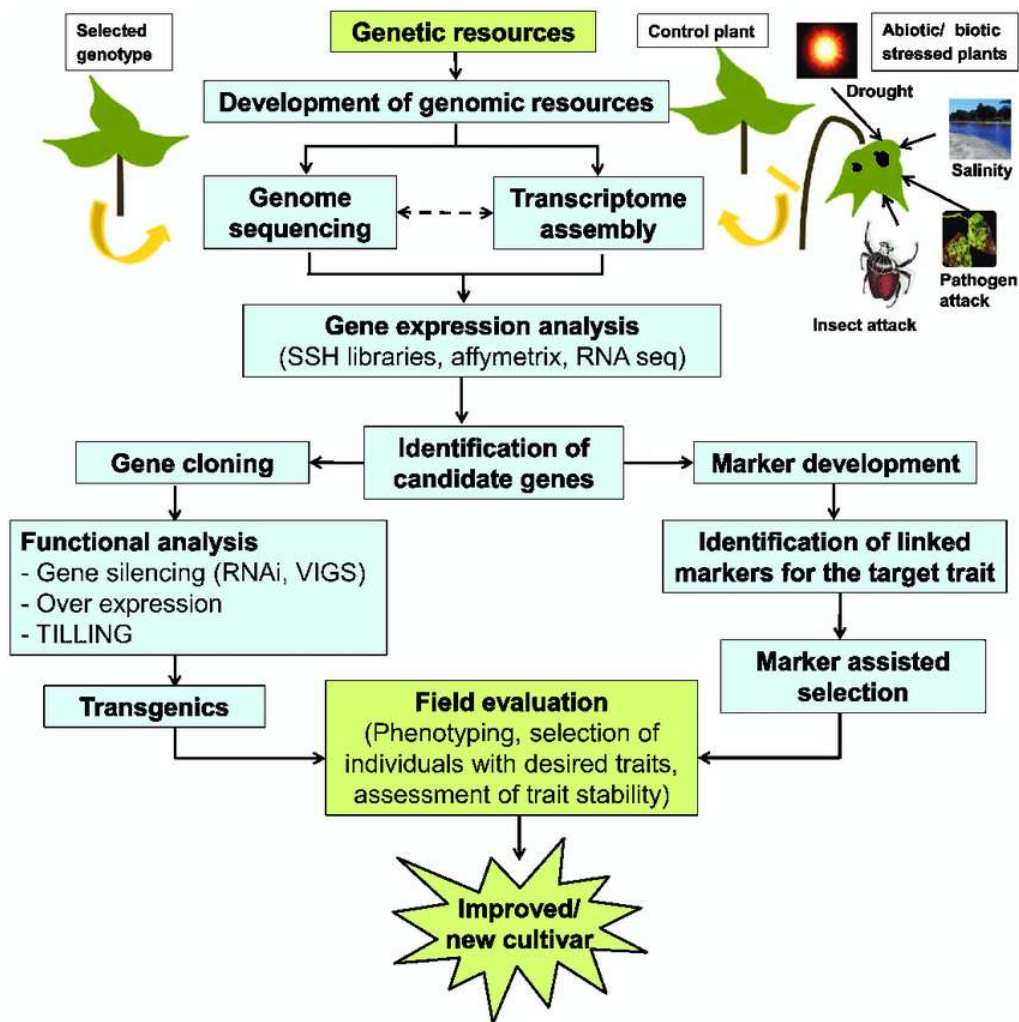 Selected
genotype
Genetic resources
Control plant
Abiotic/ biotic
stressed plants
Drought
Salinity
Pathogen
attack
Insect attack
Development of genomic resources
Genome
sequencing
Transcriptome
assembly
Gene expression analysis
(SSH libraries, affymetrix, RNA seq)
Identification of
candidate genes
Gene cloning
Marker development
Functional analysis
- Gene silencing (RNAi, VIGS)
- Over expression
- TILLING
Identification of linked
markers for the target trait
Transgenics
Marker assisted
selection
Field evaluation
(Phenotyping, selection of
individuals with desired traits,
assessment of trait stability)
Improved/
new cultivar